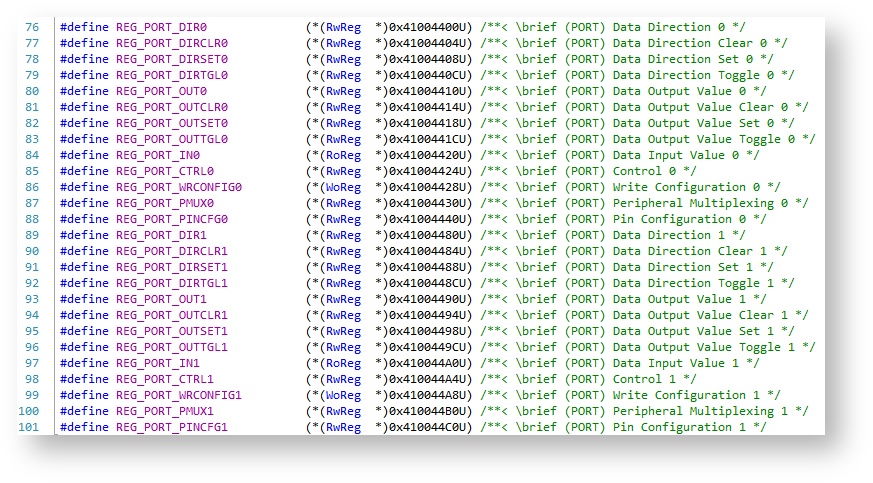 76 #define REG_PORT_DIR0 (*(RwReg *)0x41004400U) /**< \brief (PORT) Data Direction 0 */
77 #define REG_PORT_DIRCLR0 (*(RwReg *)0x41004404U) /**< \brief (PORT) Data Direction Clear 0 */
78 #define REG_PORT_DIRSET0 (*(RwReg *)0x41004408U) /**< \brief (PORT) Data Direction Set 0 */
79 #define REG_PORT_DIRTGL0 (*(RwReg *)0x4100440CU) /**< \brief (PORT) Data Direction Toggle 0 */
80 #define REG_PORT_OUT0 (*(RwReg *)0x41004410U) /**< \brief (PORT) Data Output Value 0 */
81 #define REG_PORT_OUTCLR0 (*(RwReg *)0x41004414U) /**< \brief (PORT) Data Output Value Clear 0 */
82 #define REG_PORT_OUTSET0 (*(RwReg *)0x41004418U) /**< \brief (PORT) Data Output Value Set 0 */
83 #define REG_PORT_OUTTGL0 (*(RwReg *)0x4100441CU) /**< \brief (PORT) Data Output Value Toggle 0 */
84 #define REG_PORT_IN0 (*(RoReg *)0x41004420U) /**< \brief (PORT) Data Input Value 0 */
85 #define REG_PORT_CTRL0 (*(RwReg *)0x41004424U) /**< \brief (PORT) Control 0 */
86 #define REG_PORT_WRCONFIG0 (*(WoReg *)0x41004428U) /**< \brief (PORT) Write Configuration 0 */
87 #define REG_PORT_PMUX0 (*(RwReg *)0x41004430U) /**< \brief (PORT) Peripheral Multiplexing 0 */
88 #define REG_PORT_PINCFG0 (*(RwReg *)0x41004440U) /**< \brief (PORT) Pin Configuration 0 */
89 #define REG_PORT_DIR1 (*(RwReg *)0x41004480U) /**< \brief (PORT) Data Direction 1 */
90 #define REG_PORT_DIRCLR1 (*(RwReg *)0x41004484U) /**< \brief (PORT) Data Direction Clear 1 */
91 #define REG_PORT_DIRSET1 (*(RwReg *)0x41004488U) /**< \brief (PORT) Data Direction Set 1 */
92 #define REG_PORT_DIRTGL1 (*(RwReg *)0x4100448CU) /**< \brief (PORT) Data Direction Toggle 1 */
93 #define REG_PORT_OUT1 (*(RwReg *)0x41004490U) /**< \brief (PORT) Data Output Value 1 */
94 #define REG_PORT_OUTCLR1 (*(RwReg *)0x41004494U) /**< \brief (PORT) Data Output Value Clear 1 */
95 #define REG_PORT_OUTSET1 (*(RwReg *)0x41004498U) /**< \brief (PORT) Data Output Value Set 1 */
96 #define REG_PORT_OUTTGL1 (*(RwReg *)0x4100449CU) /**< \brief (PORT) Data Output Value Toggle 1 */
97 #define REG_PORT_IN1 (*(RoReg *)0x410044A0U) /**< \brief (PORT) Data Input Value 1 */
98 #define REG_PORT_CTRL1 (*(RwReg *)0x410044A4U) /**< \brief (PORT) Control 1 */
99 #define REG_PORT_WRCONFIG1 (*(WoReg *)0x410044A8U) /**< \brief (PORT) Write Configuration 1 */
100 #define REG_PORT_PMUX1 (*(RwReg *)0x410044B0U) /**< \brief (PORT) Peripheral Multiplexing 1 */
101 #define REG_PORT_PINCFG1 (*(RwReg *)0x410044C0U) /**< \brief (PORT) Pin Configuration 1 */